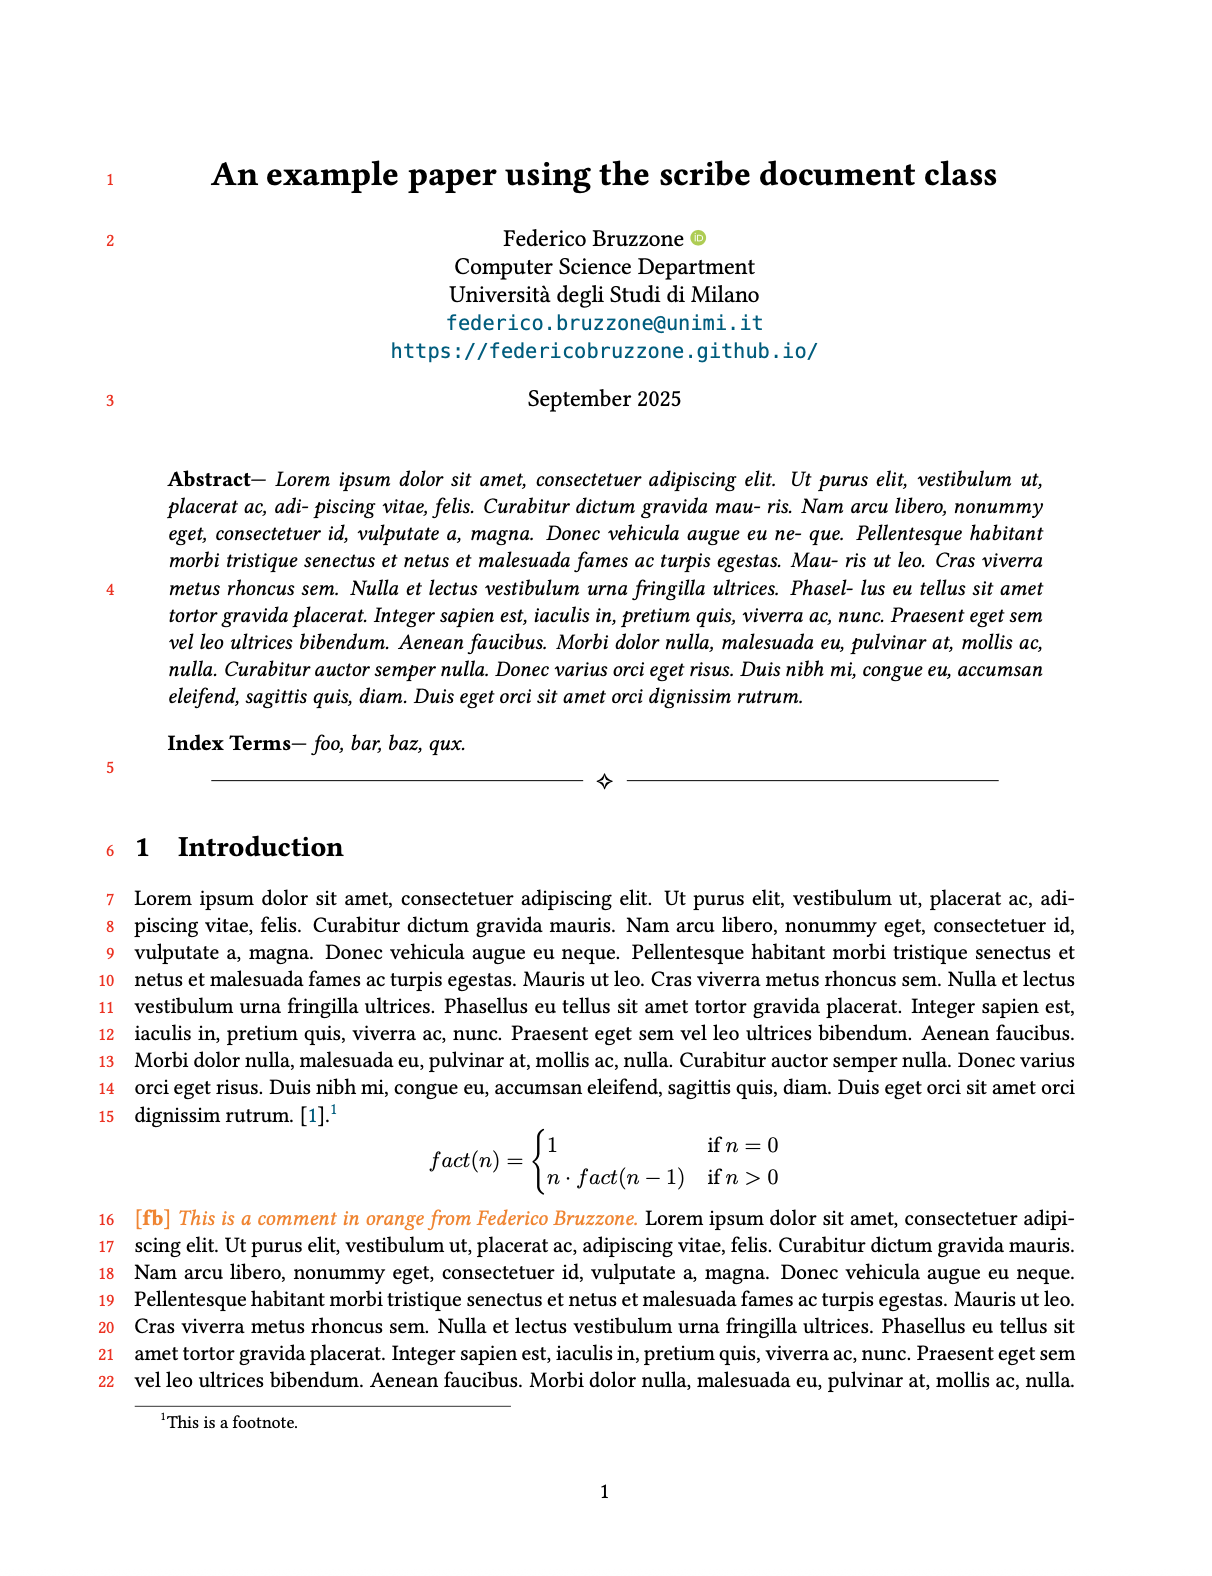 1 An example paper using the scribe document class
2 Federico Bruzzone iD
Computer Science Department
Università degli Studi di Milano
federico.bruzzone@unimi.it
https://federicobruzzone.github.io/
3 September 2025
Abstract— Lorem ipsum dolor sit amet, consectetuer adipiscing elit. Ut purus elit, vestibulum ut,
placerat ac, adi- piscing vitae, felis. Curabitur dictum gravida mau- ris. Nam arcu libero, nonummy
eget, consectetuer id, vulputate a, magna. Donec vehicula augue eu ne- que. Pellentesque habitant
morbi tristique senectus et netus et malesuada fames ac turpis egestas. Mau- ris ut leo. Cras viverra
4 metus rhoncus sem. Nulla et lectus vestibulum urna fringilla ultrices. Phasel- lus eu tellus sit amet
tortor gravida placerat. Integer sapien est, iaculis in, pretium quis, viverra ac, nunc. Praesent eget sem
vel leo ultrices bibendum. Aenean faucibus. Morbi dolor nulla, malesuada eu, pulvinar at, mollis ac,
nulla. Curabitur auctor semper nulla. Donec varius orci eget risus. Duis nibh mi, congue eu, accumsan
eleifend, sagittis quis, diam. Duis eget orci sit amet orci dignissim rutrum.
Index Terms— foo, bar, baz, qux.
5
6 1 Introduction
7 Lorem ipsum dolor sit amet, consectetuer adipiscing elit. Ut purus elit, vestibulum ut, placerat ac, adi-
8 piscing vitae, felis. Curabitur dictum gravida mauris. Nam arcu libero, nonummy eget, consectetuer id,
9 vulputate a, magna. Donec vehicula augue eu neque. Pellentesque habitant morbi tristique senectus et
10 netus et malesuada fames ac turpis egestas. Mauris ut leo. Cras viverra metus rhoncus sem. Nulla et lectus
11 vestibulum urna fringilla ultrices. Phasellus eu tellus sit amet tortor gravida placerat. Integer sapien est,
12 iaculis in, pretium quis, viverra ac, nunc. Praesent eget sem vel leo ultrices bibendum. Aenean faucibus.
13 Morbi dolor nulla, malesuada eu, pulvinar at, mollis ac, nulla. Curabitur auctor semper nulla. Donec varius
14 orci eget risus. Duis nibh mi, congue eu, accumsan eleifend, sagittis quis, diam. Duis eget orci sit amet orci
15 dignissim rutrum. [1].¹
fact(n) = { 1 if n = 0
n · fact(n − 1) if n > 0
16 [fb] This is a comment in orange from Federico Bruzzone. Lorem ipsum dolor sit amet, consectetuer adipi-
17 scing elit. Ut purus elit, vestibulum ut, placerat ac, adipiscing vitae, felis. Curabitur dictum gravida mauris.
18 Nam arcu libero, nonummy eget, consectetuer id, vulputate a, magna. Donec vehicula augue eu neque.
19 Pellentesque habitant morbi tristique senectus et netus et malesuada fames ac turpis egestas. Mauris ut leo.
20 Cras viverra metus rhoncus sem. Nulla et lectus vestibulum urna fringilla ultrices. Phasellus eu tellus sit
21 amet tortor gravida placerat. Integer sapien est, iaculis in, pretium quis, viverra ac, nunc. Praesent eget sem
22 vel leo ultrices bibendum. Aenean faucibus. Morbi dolor nulla, malesuada eu, pulvinar at, mollis ac, nulla.
¹This is a footnote.
1